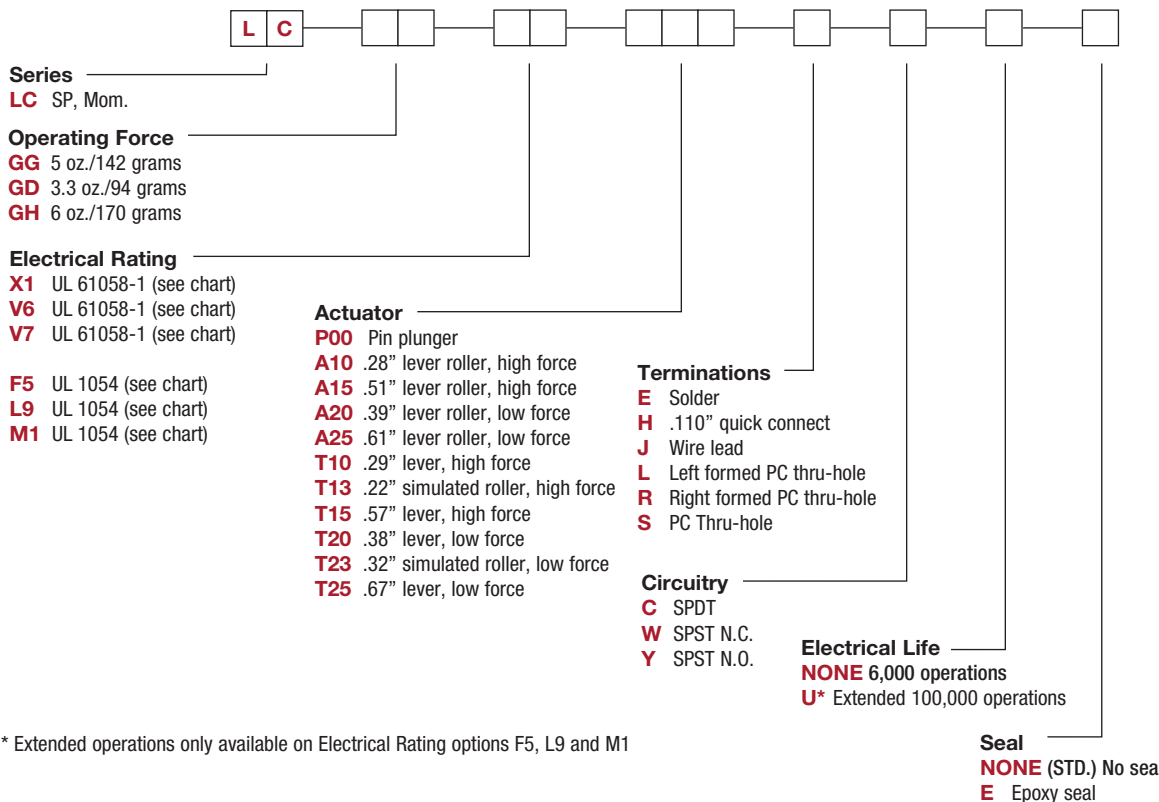 L C
Series
LC SP, Mom.
Operating Force
GG 5 oz./142 grams
GD 3.3 oz./94 grams
GH 6 oz./170 grams
Electrical Rating
X1 UL 61058-1 (see chart)
V6 UL 61058-1 (see chart)
V7 UL 61058-1 (see chart)
F5 UL 1054 (see chart)
L9 UL 1054 (see chart)
M1 UL 1054 (see chart)
Actuator
P00 Pin plunger
A10 .28” lever roller, high force
A15 .51” lever roller, high force
A20 .39” lever roller, low force
A25 .61” lever roller, low force
T10 .29” lever, high force
T13 .22” simulated roller, high force
T15 .57” lever, high force
T20 .38” lever, low force
T23 .32” simulated roller, low force
T25 .67” lever, low force
Terminations
E Solder
H .110” quick connect
J Wire lead
L Left formed PC thru-hole
R Right formed PC thru-hole
S PC Thru-hole
Circuitry
C SPDT
W SPST N.C.
Y SPST N.O.
Electrical Life
NONE 6,000 operations
U* Extended 100,000 operations
* Extended operations only available on Electrical Rating options F5, L9 and M1
Seal
NONE (STD.) No sea
E Epoxy seal